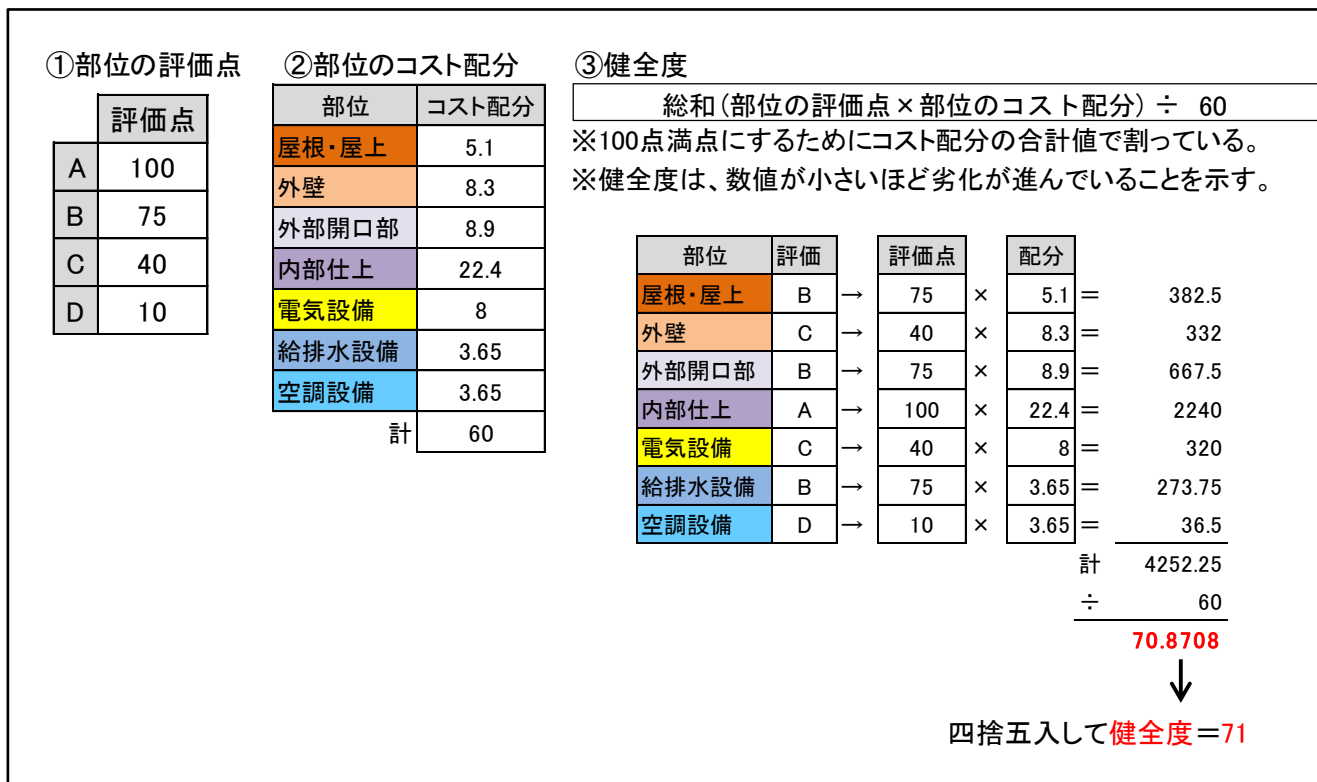 ①部位の評価点
評価点
A 100
B 75
C 40
D 10
②部位のコスト配分
部位 コスト配分
屋根・屋上 5.1
外壁 8.3
外部開口部 8.9
内部仕上 22.4
電気設備 8
給排水設備 3.65
空調設備 3.65
計 60
③健全度
総和(部位の評価点×部位のコスト配分)÷ 60
※100点満点にするためにコスト配分の合計値で割っている。
※健全度は、数値が小さいほど劣化が進んでいることを示す。
部位 評価 評価点 配分
屋根・屋上 B → 75 × 5.1 = 382.5
外壁 C → 40 × 8.3 = 332
外部開口部 B → 75 × 8.9 = 667.5
内部仕上 A → 100 × 22.4 = 2240
電気設備 C → 40 × 8 = 320
給排水設備 B → 75 × 3.65 = 273.75
空調設備 D → 10 × 3.65 = 36.5
計 4252.25
÷ 60
70.8708
↓
四捨五入して健全度=71